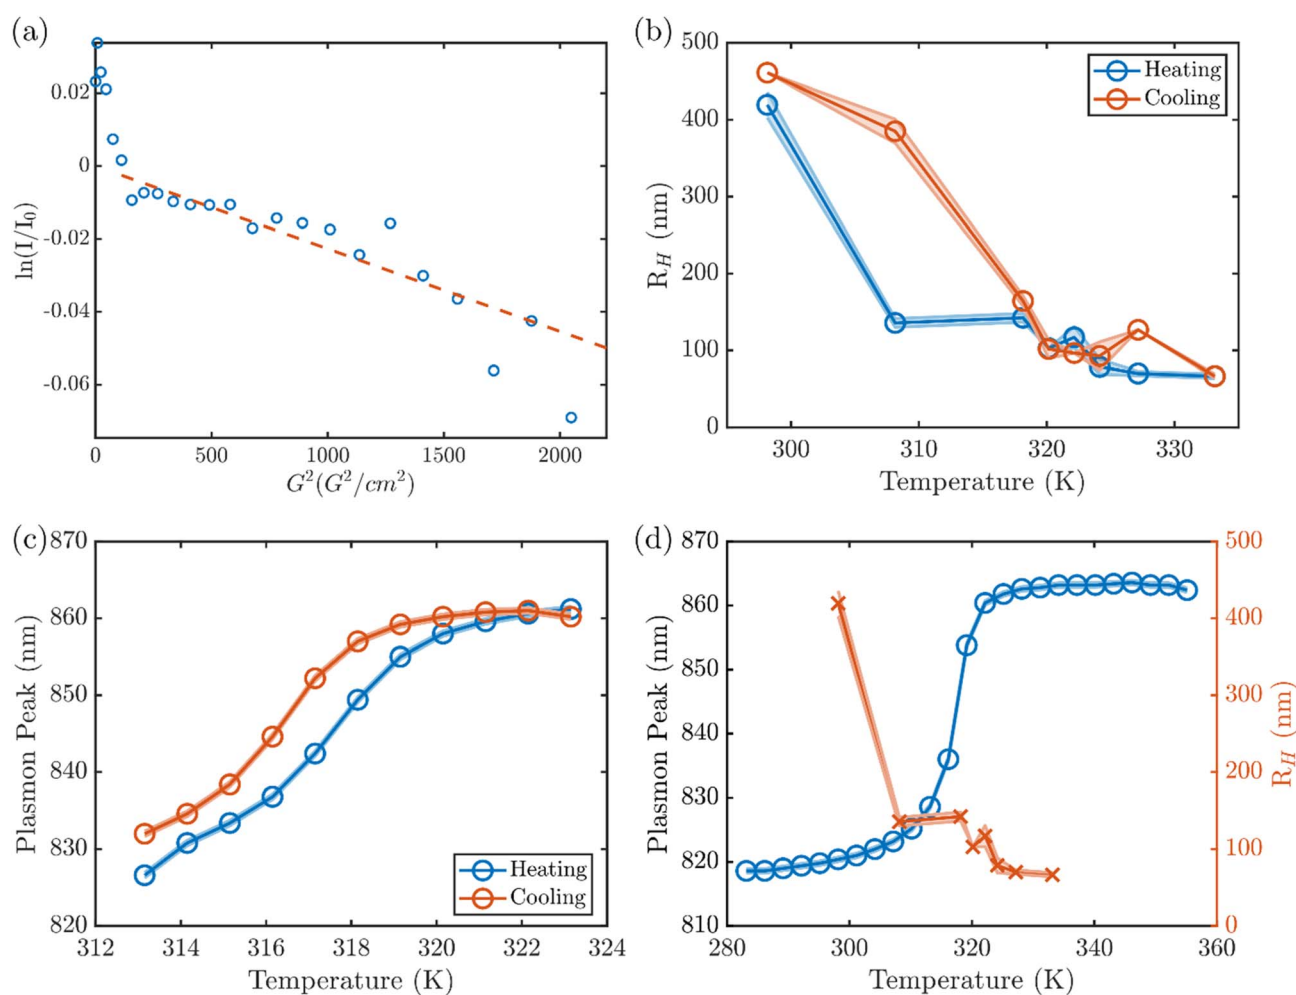 (a)
0.02
0
-0.02
-0.04
-0.06
ln(I/I0)
0 500 1000 1500 2000
G²(G²/cm²)
(b)
500
400
300
200
100
0
R_H (nm)
Heating
Cooling
300 310 320 330
Temperature (K)
(c)
870
860
850
840
830
820
Plasmon Peak (nm)
Heating
Cooling
312 314 316 318 320 322 324
Temperature (K)
(d)
870
860
850
840
830
820
810
Plasmon Peak (nm)
500
400
300
200
100
0
R_H (nm)
280 300 320 340 360
Temperature (K)